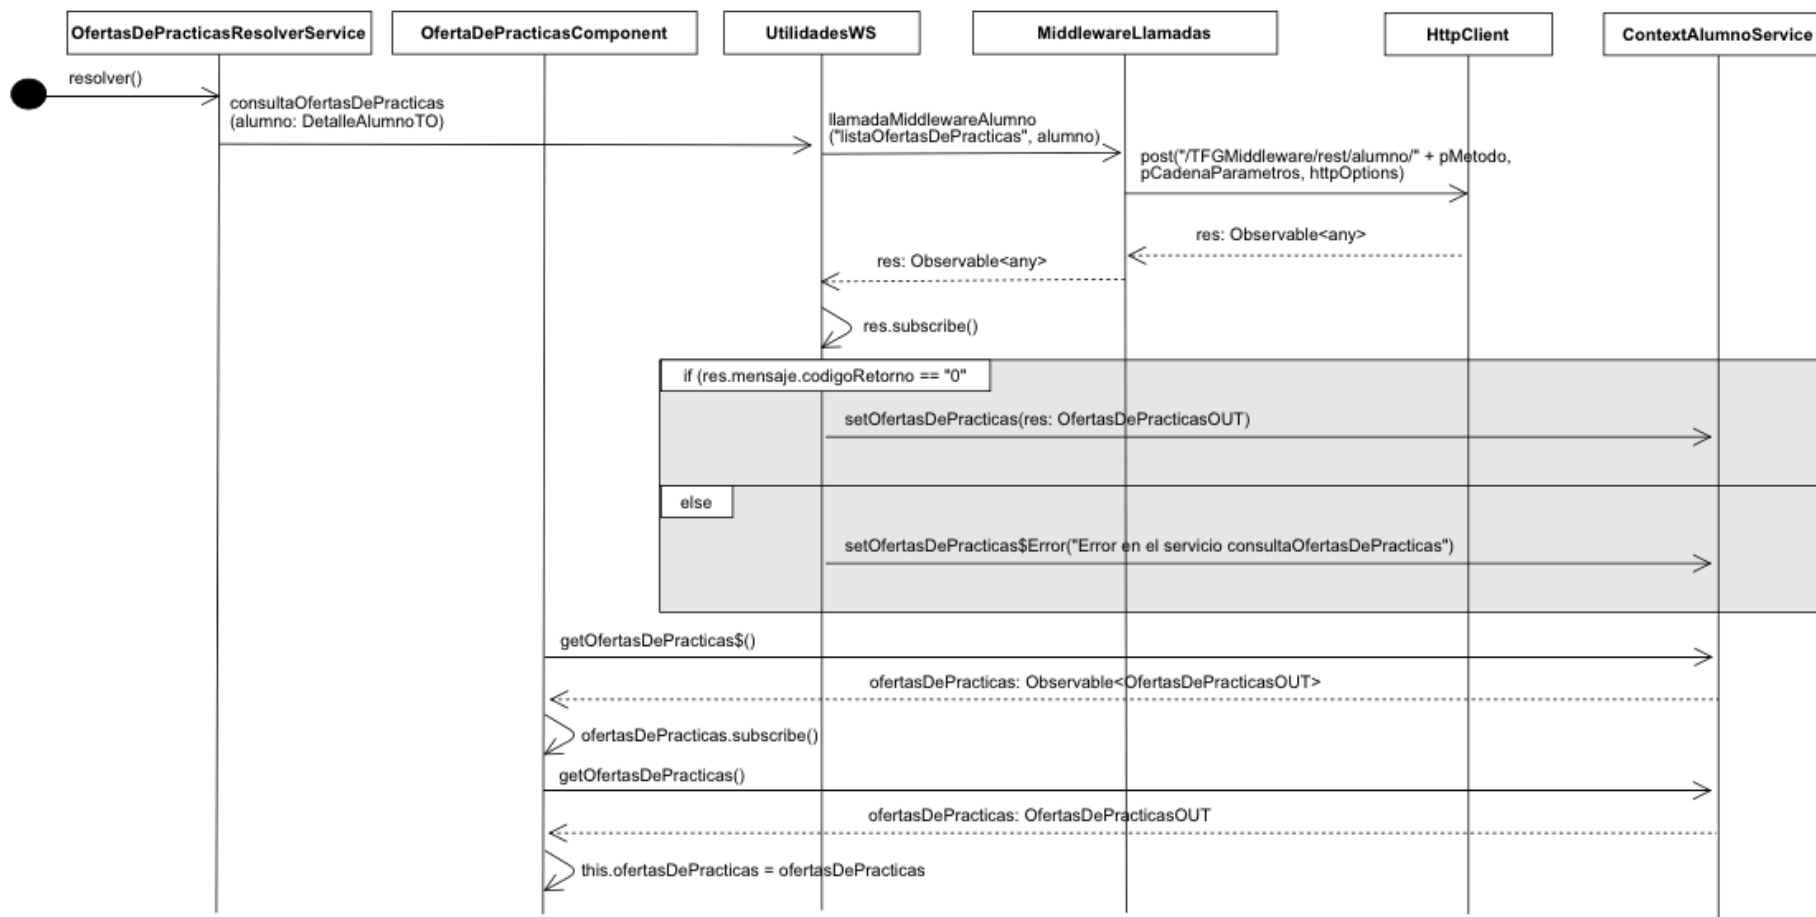 OfertasDePracticasResolverService
OfertaDePracticasComponent
UtilidadesWS
MiddlewareLlamadas
HttpClient
ContextAlumnoService
resolver()
consultaOfertasDePracticas
(alumno: DetalleAlumnoTO)
llamadaMiddlewareAlumno
("listaOfertasDePracticas", alumno)
post("/TFGMiddleware/rest/alumno/" + pMetodo,
pCadenaParametros, httpOptions)
res: Observable<any>
res: Observable<any>
res.subscribe()
if (res.mensaje.codigoRetorno == "0"
setOfertasDePracticas(res: OfertasDePracticasOUT)
else
setOfertasDePracticas$Error("Error en el servicio consultaOfertasDePracticas")
getOfertasDePracticas$()
ofertasDePracticas: Observable<OfertasDePracticasOUT>
ofertasDePracticas.subscribe()
getOfertasDePracticas()
ofertasDePracticas: OfertasDePracticasOUT
this.ofertasDePracticas = ofertasDePracticas